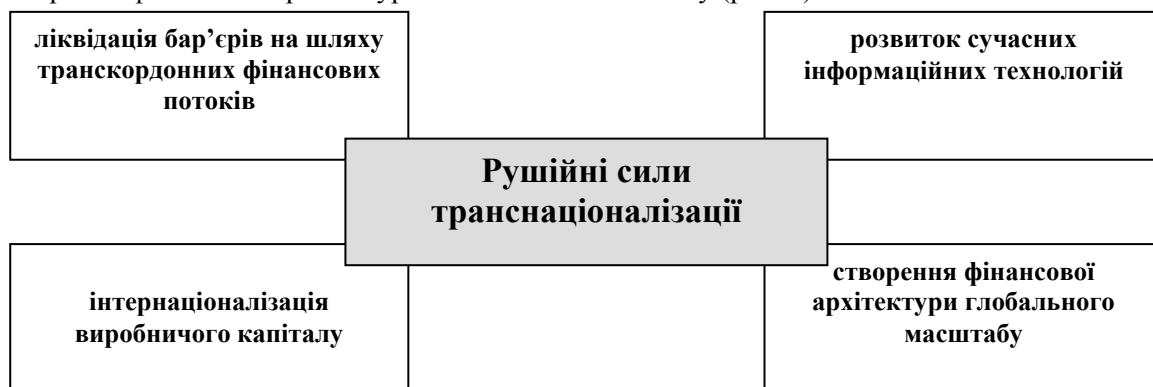 ліквідація бар’єрів на шляху
транскордонних фінансових
потоків
розвиток сучасних
інформаційних технологій
Рушійні сили
транснаціоналізації
інтернаціоналізація
виробничого капіталу
створення фінансової
архітектури глобального
масштабу